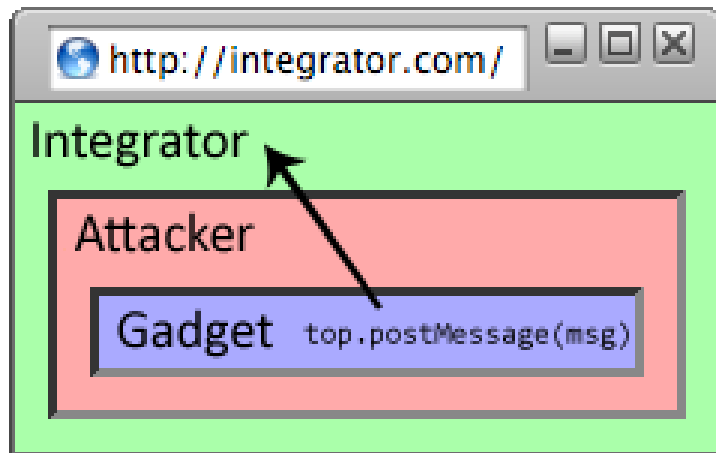 http://integrator.com/
Integrator
Attacker
Gadget top.postMessage(msg)